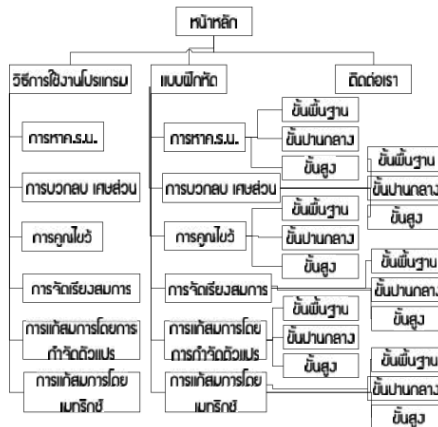 หน้าหลัก
วิธีการใช้งานโปรแกรม
แบบฝึกหัด
ติดต่อเรา
การหาค.ร.น.
การบวกลบ เศษส่วน
การคูณไขว้
การจัดเรียงสมการ
การแก้สมการโดยการ
กำจัดตัวแปร
การแก้สมการโดย
เมทริกซ์
การหาค.ร.น.
ขั้นพื้นฐาน
ขั้นปานกลาง
ขั้นสูง
การบวกลบ เศษส่วน
ขั้นพื้นฐาน
ขั้นปานกลาง
ขั้นสูง
การคูณไขว้
ขั้นพื้นฐาน
ขั้นปานกลาง
ขั้นสูง
การจัดเรียงสมการ
ขั้นพื้นฐาน
ขั้นปานกลาง
ขั้นสูง
การแก้สมการโดย
การกำจัดตัวแปร
ขั้นพื้นฐาน
ขั้นปานกลาง
ขั้นสูง
การแก้สมการโดย
เมทริกซ์
ขั้นพื้นฐาน
ขั้นปานกลาง
ขั้นสูง